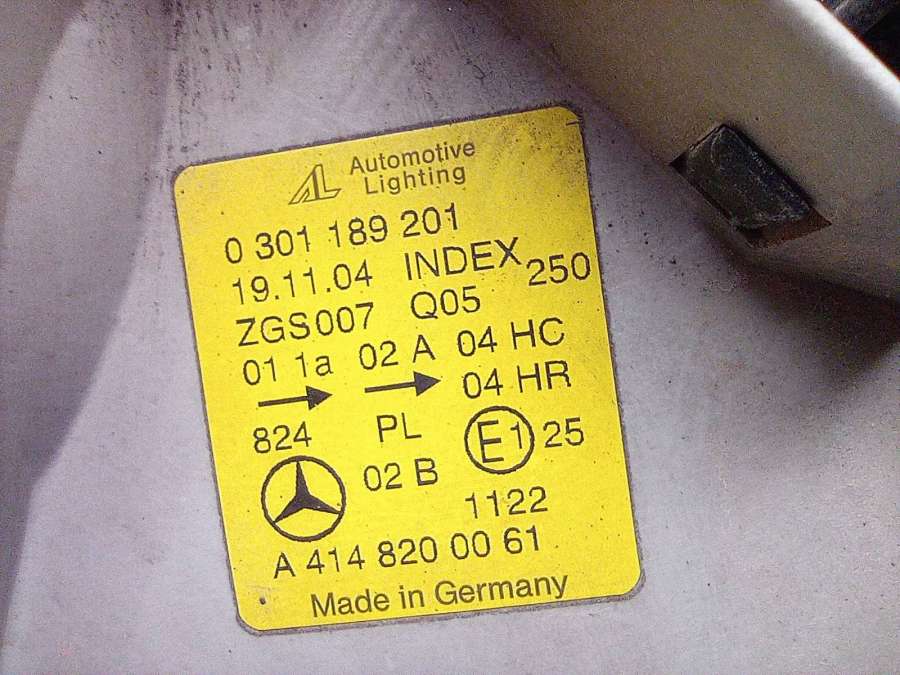 AL Automotive
Lighting
0 301 189 201
19.11.04 INDEX 250
ZGS007 Q05
01 1a 02 A 04 HC
→ → 04 HR
824 PL E1 25
02 B
1122
A 414 820 00 61
Made in Germany